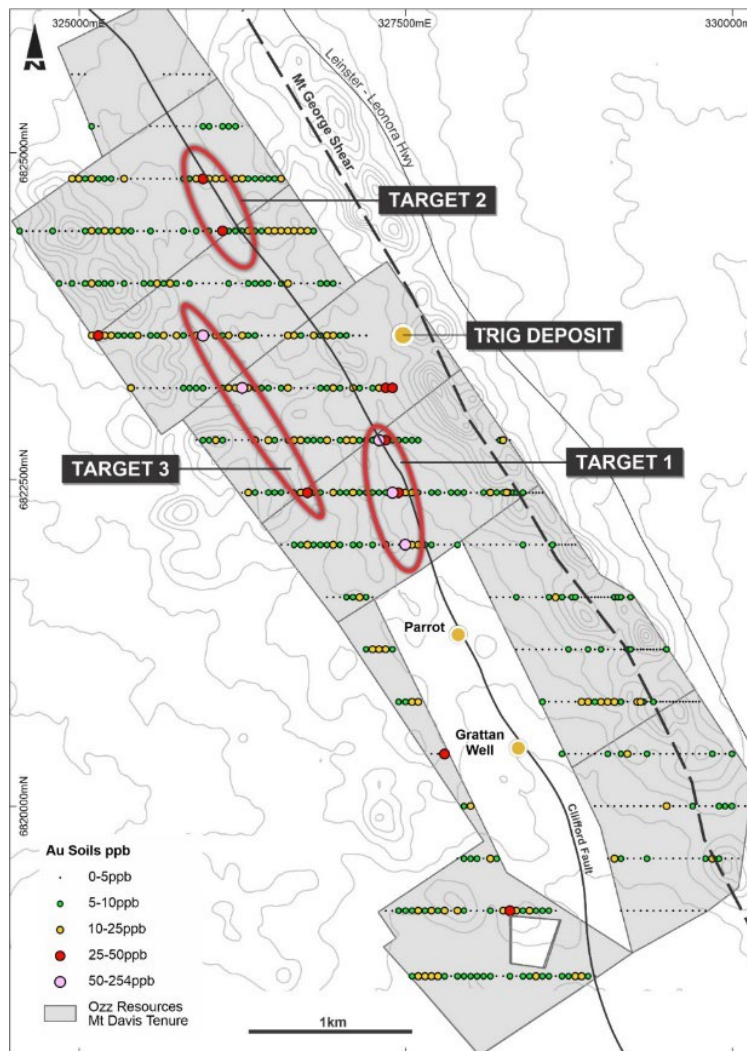 325000mE
327500mE
330000mE
N
Leinster - Leonora Hwy
Mt George Shear
6825000mN
TARGET 2
TRIG DEPOSIT
TARGET 3
TARGET 1
6822500mN
Parrot
Grattan
Well
6820000mN
Cliifford Fault
Au Soils ppb
0-5ppb
5-10ppb
10-25ppb
25-50ppb
50-254ppb
Ozz Resources
Mt Davis Tenure
1km